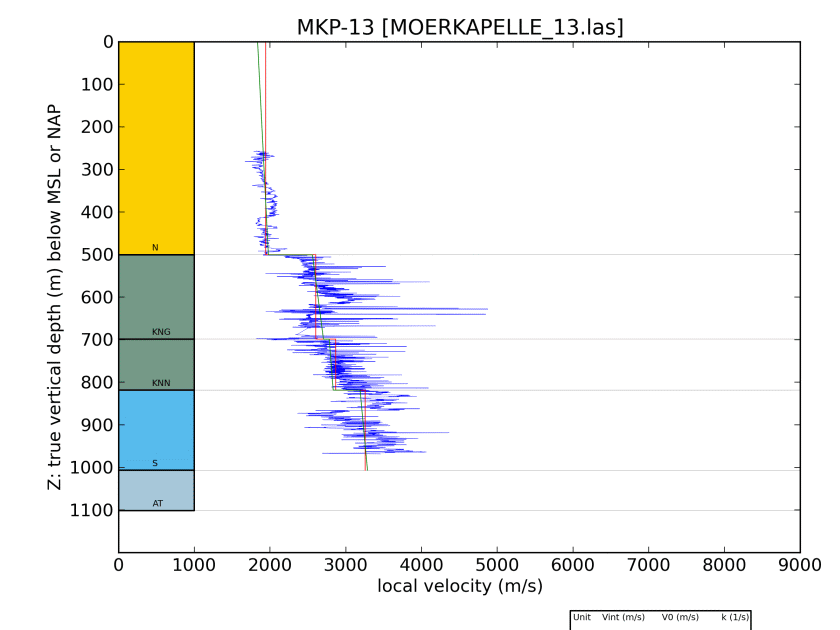 MKP-13 [MOERKAPELLE_13.las]
Z: true vertical depth (m) below MSL or NAP
0
100
200
300
400
500
600
700
800
900
1000
1100
N
KNG
KNN
S
AT
0 1000 2000 3000 4000 5000 6000 7000 8000 9000
local velocity (m/s)
Unit Vint (m/s) V0 (m/s) k (1/s)